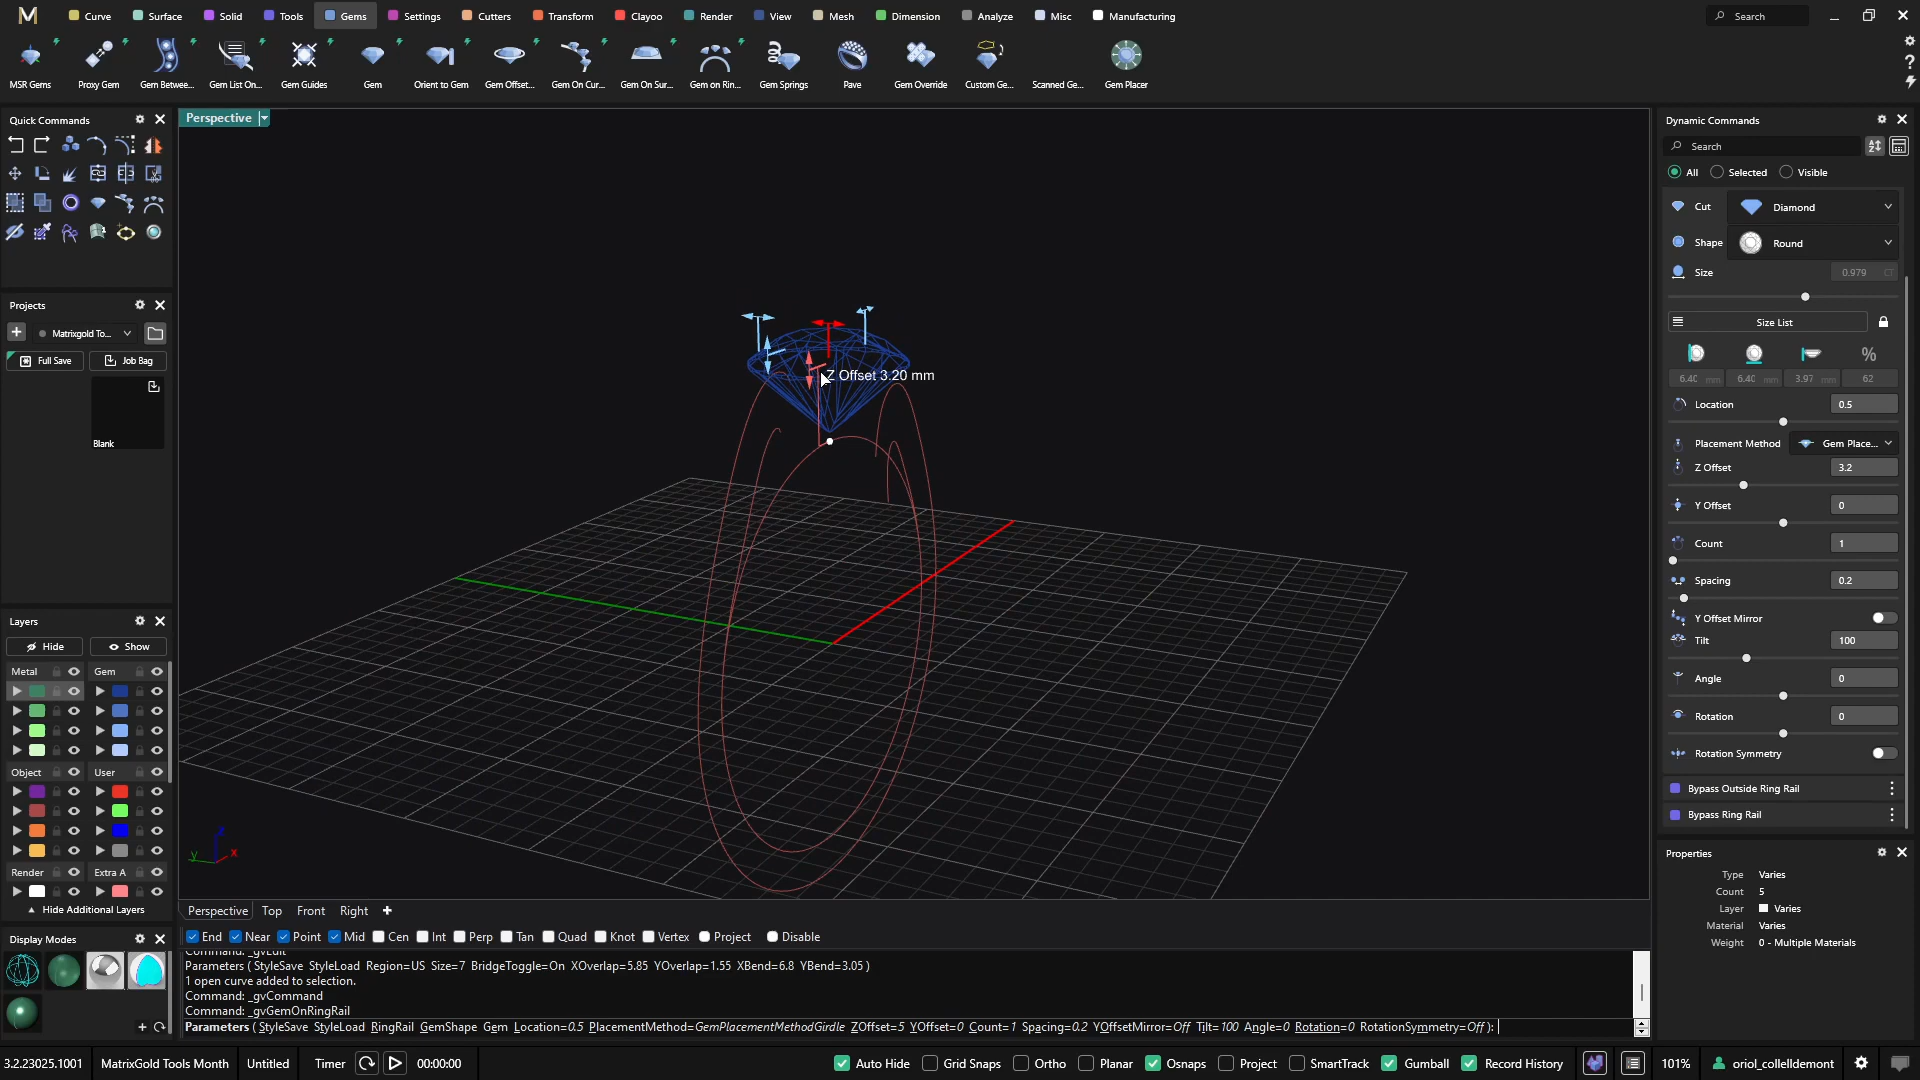 Curve Surface Solid Tools Gems Settings Cutters Transform Clayoo Render View Mesh Dimension Analyze Misc Manufacturing Search
MSR Gems Proxy Gem Gem Betwee... Gem List On... Gem Guides Gem Orient to Gem Gem Offset... Gem On Cur... Gem On Sur... Gem on Rin... Gem Springs Pave Gem Override Custom Ge... Scanned Ge... Gem Placer
Quick Commands
Projects
Matrixgold To...
Full Save Job Bag
Blank
Layers
Hide Show
Metal Gem
Object User
Render Extra A
Hide Additional Layers
Display Modes
Perspective
Z Offset 3.20 mm
z
y
x
Perspective Top Front Right
End Near Point Mid Cen Int Perp Tan Quad Knot Vertex Project Disable
Command: _gvEdit
Parameters ( StyleSave StyleLoad Region=US Size=7 BridgeToggle=On XOverlap=5.85 YOverlap=1.55 XBend=6.8 YBend=3.05 )
1 open curve added to selection.
Command: _gvCommand
Command: _gvGemOnRingRail
Parameters ( StyleSave StyleLoad RingRail GemShape Gem Location=0.5 PlacementMethod=GemPlacementMethodGirdle ZOffset=5 YOffset=0 Count=1 Spacing=0.2 YOffsetMirror=Off Tilt=100 Angle=0 Rotation=0 RotationSymmetry=Off ):
Dynamic Commands
Search
All Selected Visible
Cut Diamond
Shape Round
Size 0.979 CT
Size List
%
6.40 mm 6.40 mm 3.97 mm 62
Location 0.5
Placement Method Gem Place...
Z Offset 3.2
Y Offset 0
Count 1
Spacing 0.2
Y Offset Mirror
Tilt 100
Angle 0
Rotation 0
Rotation Symmetry
Bypass Outside Ring Rail
Bypass Ring Rail
Properties
Type Varies
Count 5
Layer Varies
Material Varies
Weight 0 - Multiple Materials
3.2.23025.1001 MatrixGold Tools Month Untitled Timer 00:00:00 Auto Hide Grid Snaps Ortho Planar Osnaps Project SmartTrack Gumball Record History 101% oriol_collelldemont